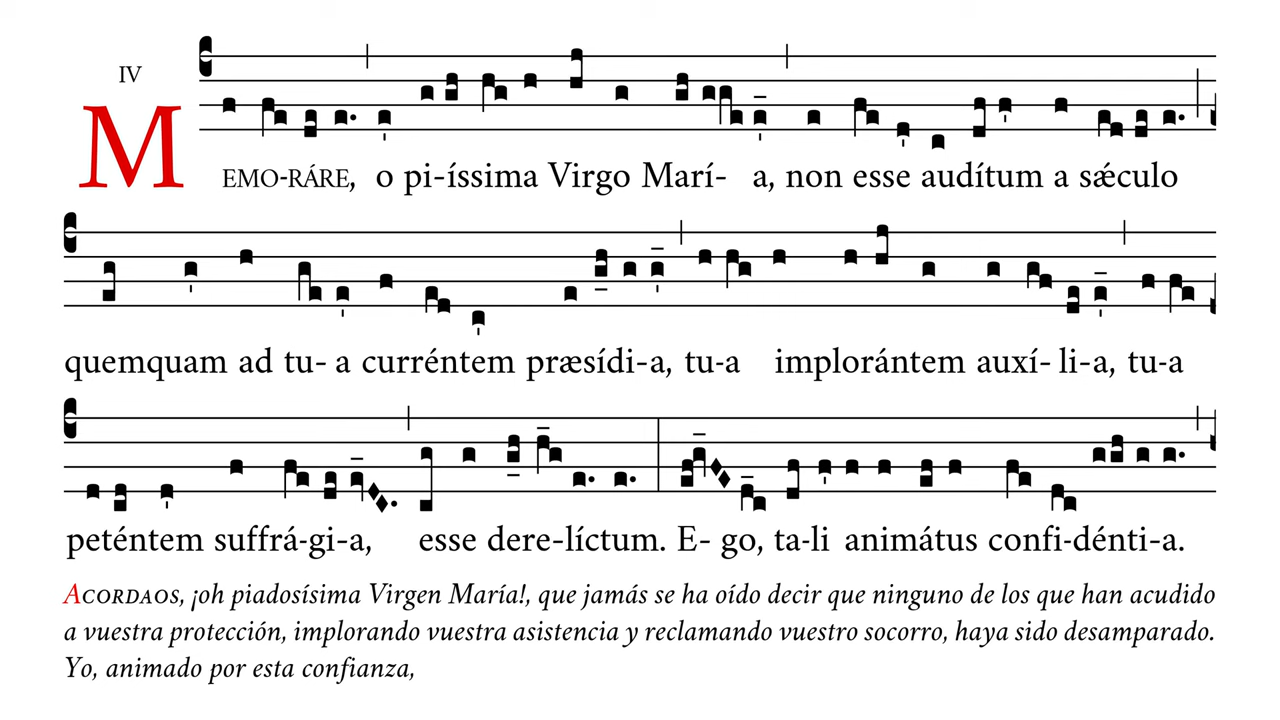 IV
MEMO-RÁRE, o pi-íssima Virgo Marí- a, non esse audítum a sǽculo
quemquam ad tu- a curréntem præsídi-a, tu-a implorántem auxí- li-a, tu-a
peténtem suffrá-gi-a, esse dere-líctum. E- go, ta-li animátus confi-dénti-a.
ACORDAOS, ¡oh piadosísima Virgen María!, que jamás se ha oído decir que ninguno de los que han acudido
a vuestra protección, implorando vuestra asistencia y reclamando vuestro socorro, haya sido desamparado.
Yo, animado por esta confianza,